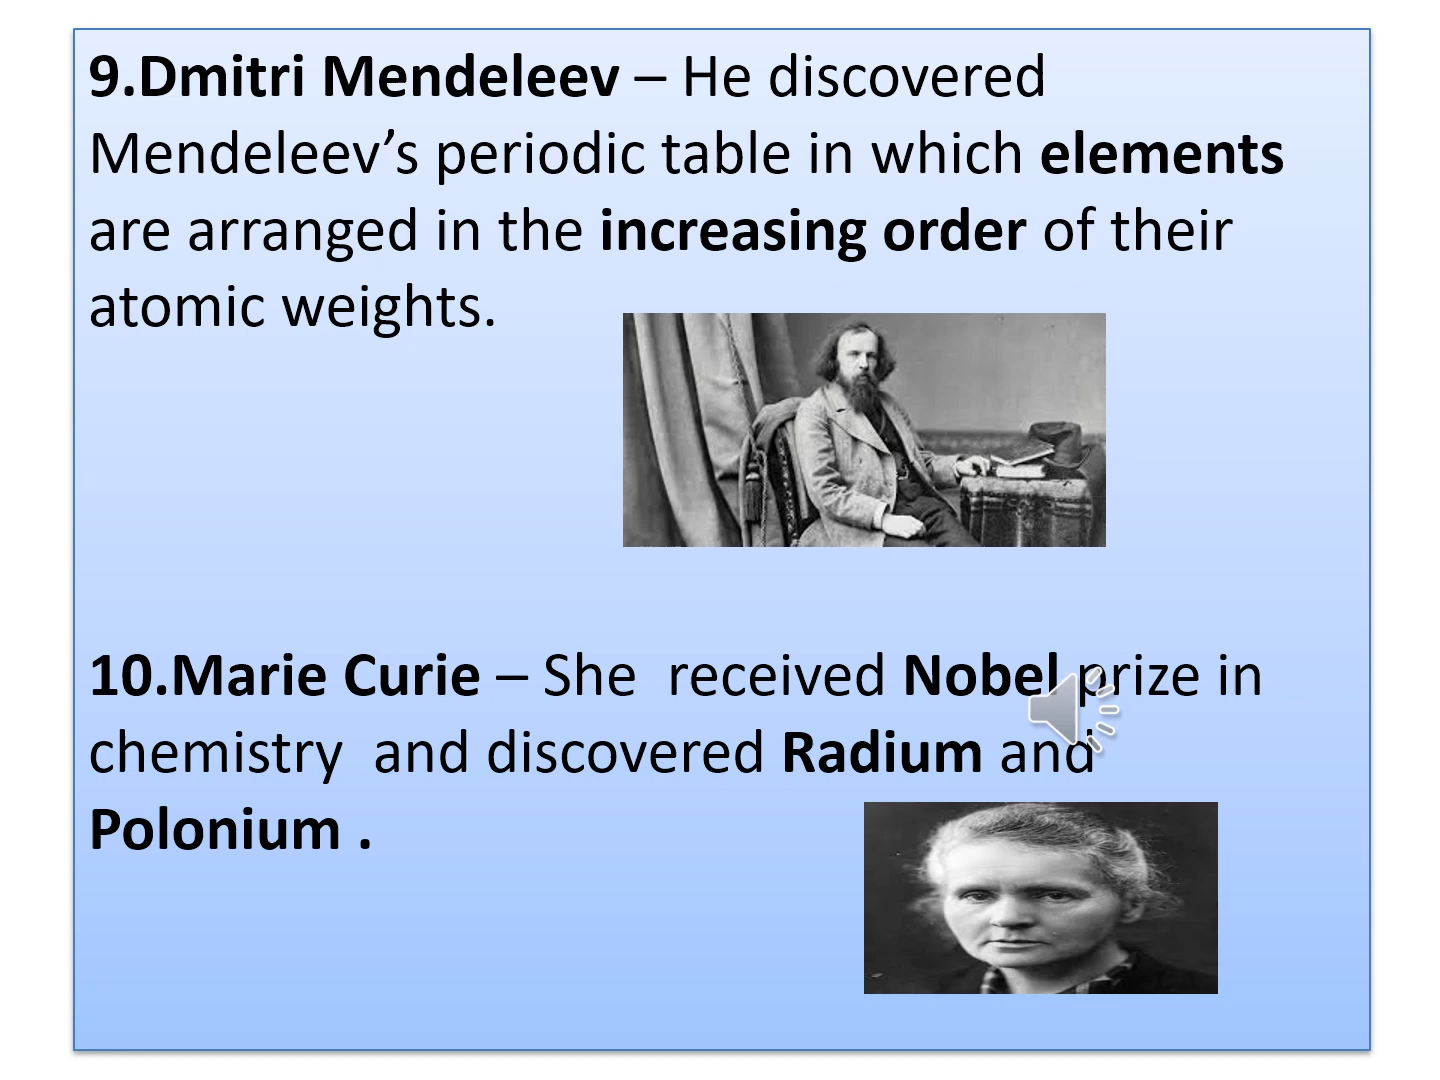 9.Dmitri Mendeleev – He discovered
Mendeleev’s periodic table in which elements
are arranged in the increasing order of their
atomic weights.
10.Marie Curie – She  received Nobel prize in
chemistry  and discovered Radium and
Polonium .